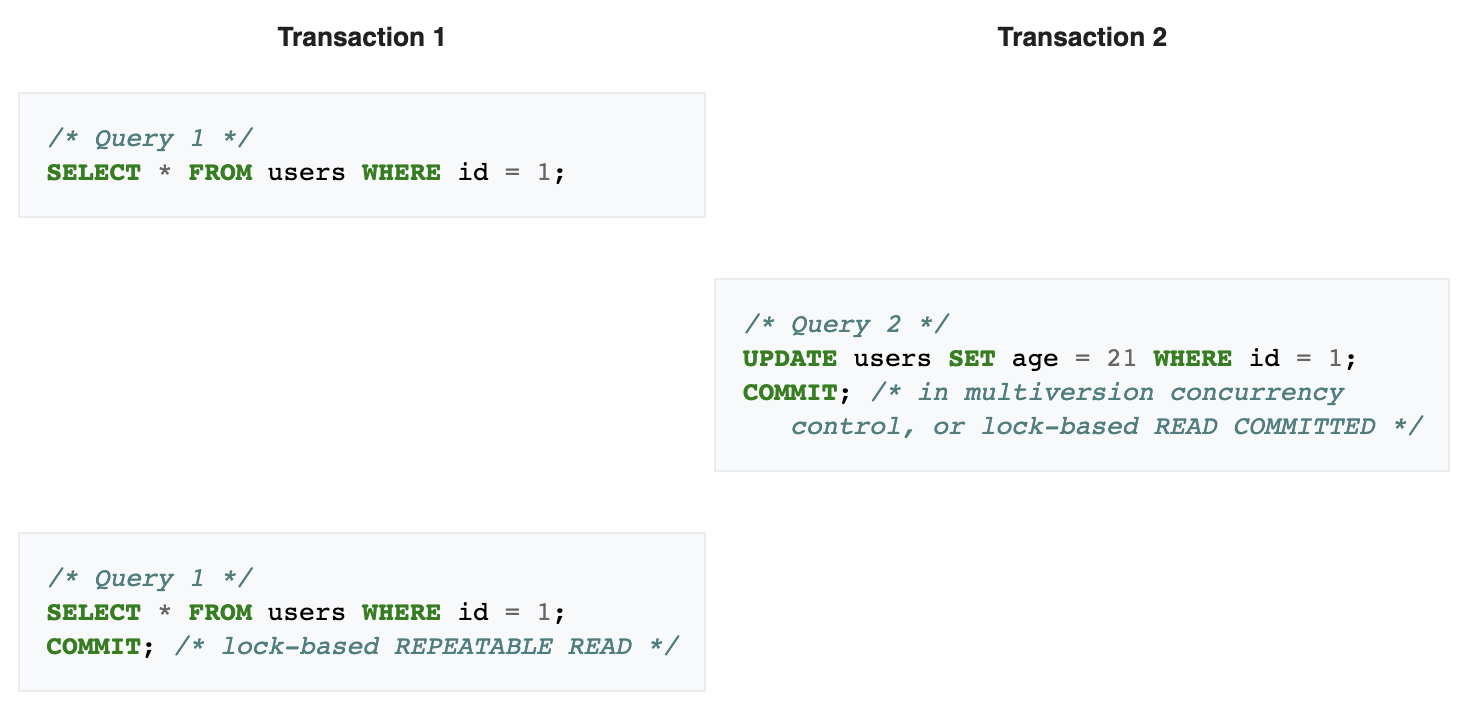 Transaction 1
Transaction 2
/* Query 1 */
SELECT * FROM users WHERE id = 1;
/* Query 2 */
UPDATE users SET age = 21 WHERE id = 1;
COMMIT; /* in multiversion concurrency
control, or lock-based READ COMMITTED */
/* Query 1 */
SELECT * FROM users WHERE id = 1;
COMMIT; /* lock-based REPEATABLE READ */